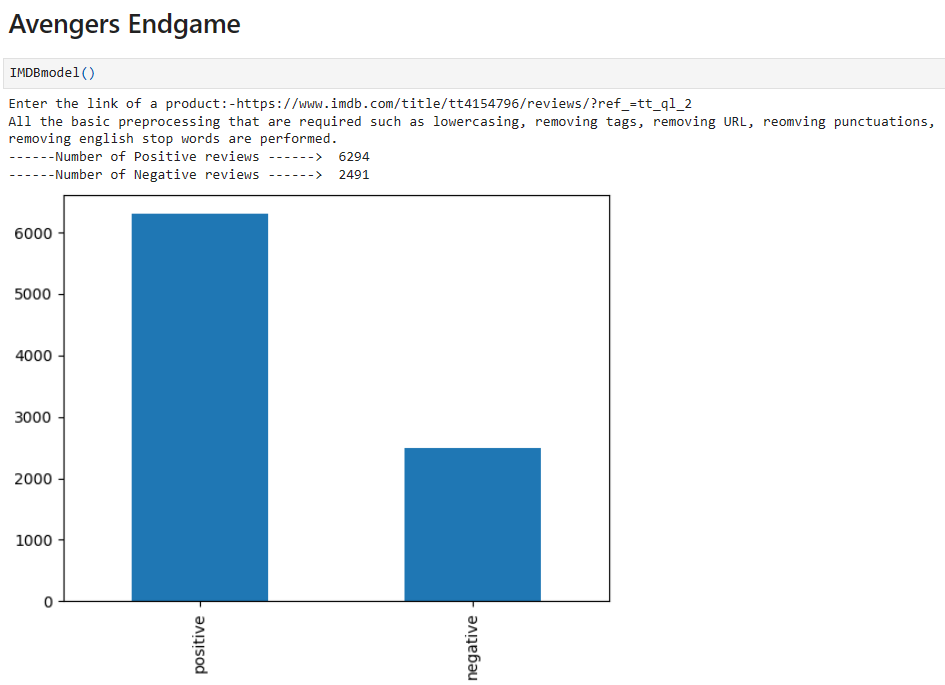 Avengers Endgame
IMDBmodel()
Enter the link of a product:-https://www.imdb.com/title/tt4154796/reviews/?ref_=tt_ql_2
All the basic preprocessing that are required such as lowercasing, removing tags, removing URL, reomving punctuations,
removing english stop words are performed.
------Number of Positive reviews ------>  6294
------Number of Negative reviews ------>  2491
6000
5000
4000
3000
2000
1000
0
positive
negative